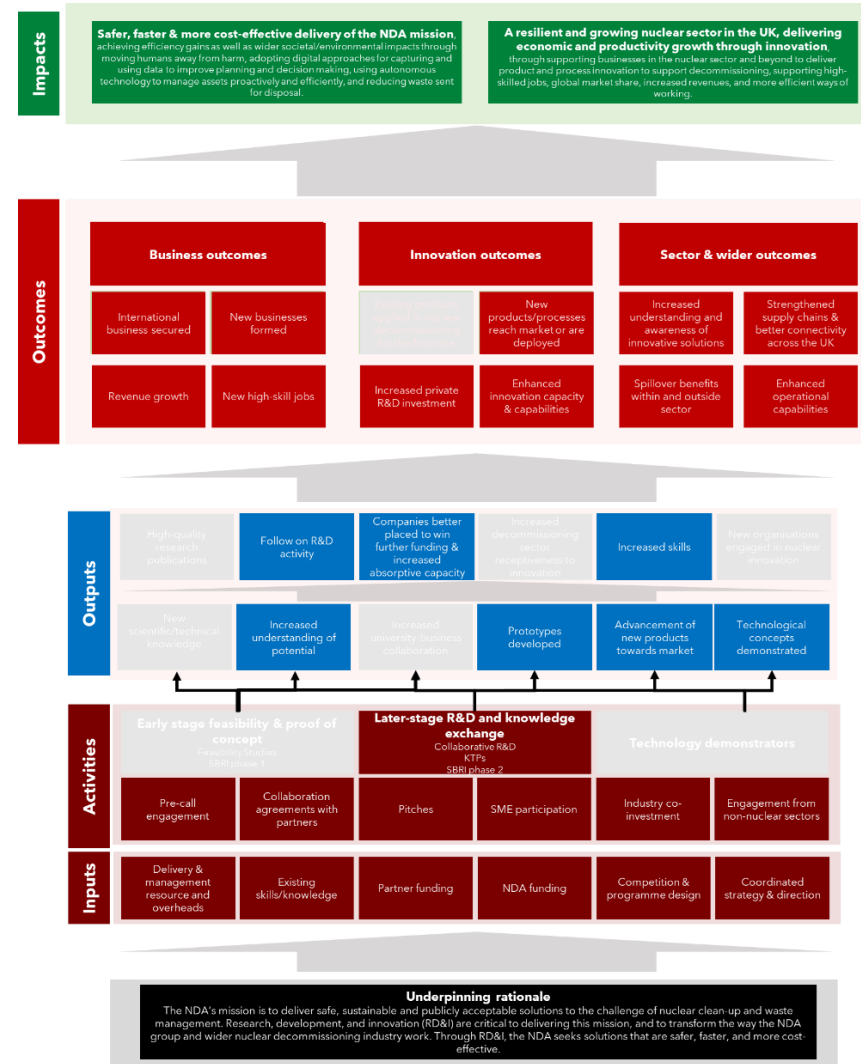 Impacts
Safer, faster & more cost-effective delivery of the NDA mission,
achieving efficiency gains as well as wider societal/environmental impacts through
moving humans away from harm, adopting digital approaches for capturing and
using data to improve planning and decision making, using autonomous
technology to manage assets proactively and efficiently, and reducing waste sent
for disposal.
A resilient and growing nuclear sector in the UK, delivering
economic and productivity growth through innovation,
through supporting businesses in the nuclear sector and beyond to deliver
product and process innovation to support decommissioning, supporting high-
skilled jobs, global market share, increased revenues, and more efficient ways of
working.
Outcomes
Business outcomes
Innovation outcomes
Sector & wider outcomes
International
business secured
New businesses
formed
New
products/processes
reach market or are
deployed
Increased
understanding and
awareness of
innovative solutions
Strengthened
supply chains &
better connectivity
across the UK
Revenue growth
New high-skill jobs
Increased private
R&D investment
Enhanced
innovation capacity
& capabilities
Spillover benefits
within and outside
sector
Enhanced
operational
capabilities
Outputs
High-quality
research
publications
Follow on R&D
activity
Companies better
placed to win
further funding &
increased
absorptive capacity
Increased
decommissioning
sector
receptiveness to
innovation
Increased skills
New organisations
engaged in nuclear
innovation
New
scientific/technical
knowledge
Increased
understanding of
potential
Increased
university-business
collaboration
Prototypes
developed
Advancement of
new products
towards market
Technological
concepts
demonstrated
Activities
Early stage feasibility & proof of
concept
Feasibility Studies
SBRI phase 1
Later-stage R&D and knowledge
exchange
Collaborative R&D
KTPs
SBRI phase 2
Technology demonstrators
Pre-call
engagement
Collaboration
agreements with
partners
Pitches
SME participation
Industry co-
investment
Engagement from
non-nuclear sectors
Inputs
Delivery &
management
resource and
overheads
Existing
skills/knowledge
Partner funding
NDA funding
Competition &
programme design
Coordinated
strategy & direction
Underpinning rationale
The NDA's mission is to deliver safe, sustainable and publicly acceptable solutions to the challenge of nuclear clean-up and waste
management. Research, development, and innovation (RD&I) are critical to delivering this mission, and to transform the way the NDA
group and wider nuclear decommissioning industry work. Through RD&I, the NDA seeks solutions that are safer, faster, and more cost-
effective.